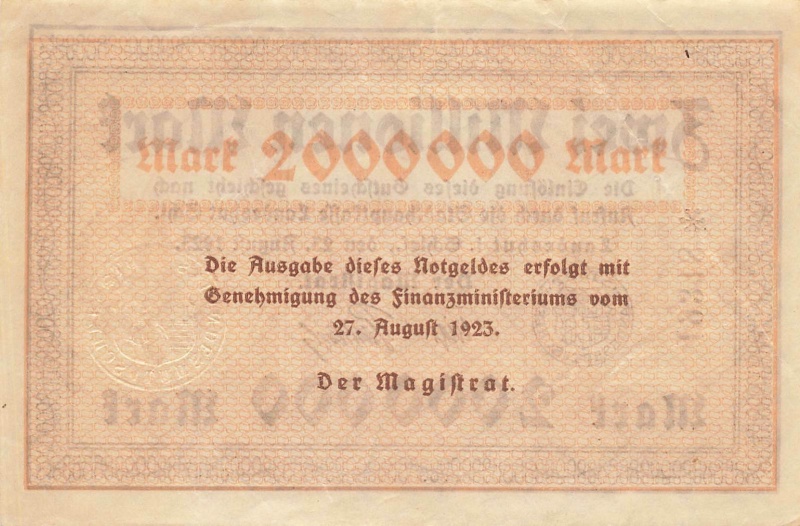 Mark 2000000 Mark
Die Ausgabe dieses Notgeldes erfolgt mit
Genehmigung des Finanzministeriums vom
27. August 1923.
Der Magistrat.